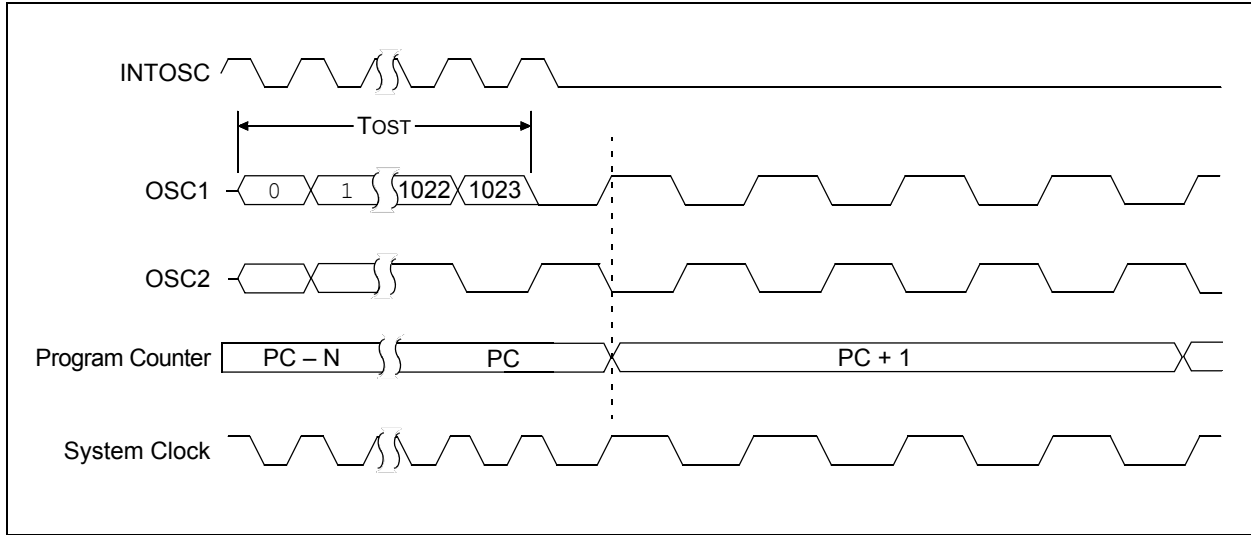 INTOSC
TOST
OSC1 0 1 1022 1023
OSC2
Program Counter PC – N PC PC + 1
System Clock